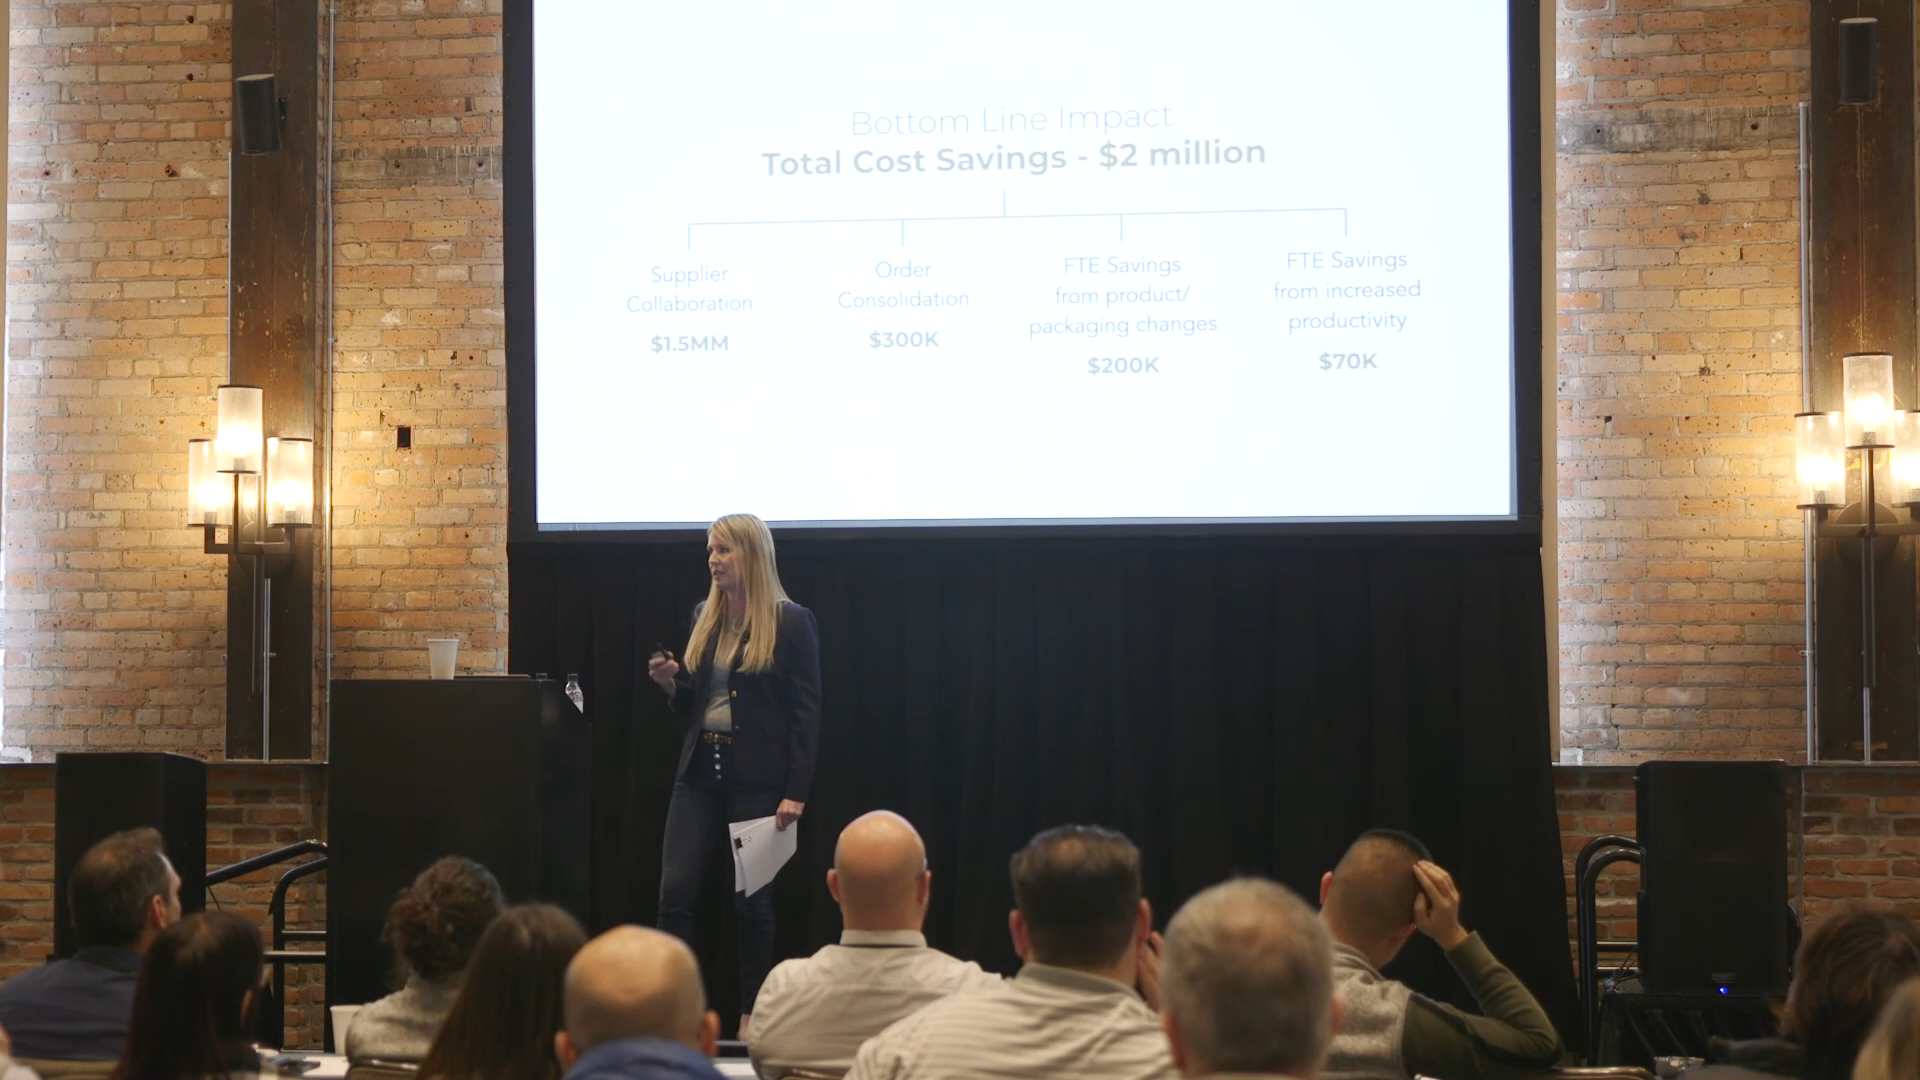 Bottom Line Impact
Total Cost Savings - $2 million
Supplier
Collaboration
$1.5MM
Order
Consolidation
$300K
FTE Savings
from product/
packaging changes
$200K
FTE Savings
from increased
productivity
$70K